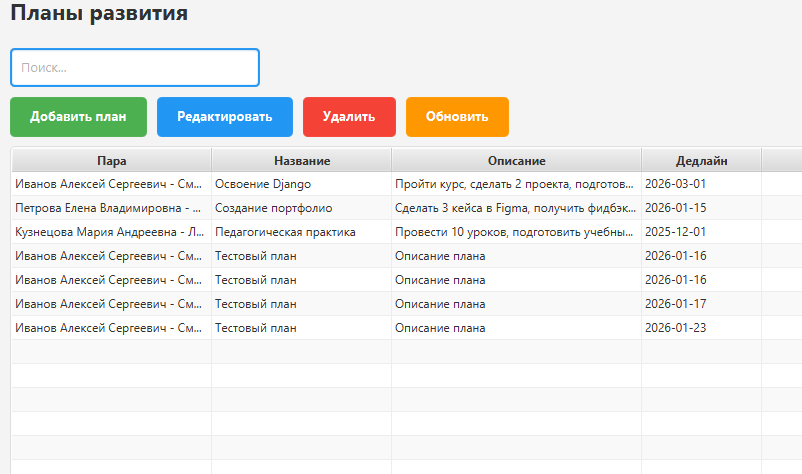 Планы развития
Поиск...
Добавить план Редактировать Удалить Обновить
Пара Название Описание Дедлайн
Иванов Алексей Сергеевич - См... Освоение Django Пройти курс, сделать 2 проекта, подготов... 2026-03-01
Петрова Елена Владимировна - ... Создание портфолио Сделать 3 кейса в Figma, получить фидбэк... 2026-01-15
Кузнецова Мария Андреевна - Л... Педагогическая практика Провести 10 уроков, подготовить учебны... 2025-12-01
Иванов Алексей Сергеевич - См... Тестовый план Описание плана 2026-01-16
Иванов Алексей Сергеевич - См... Тестовый план Описание плана 2026-01-16
Иванов Алексей Сергеевич - См... Тестовый план Описание плана 2026-01-17
Иванов Алексей Сергеевич - См... Тестовый план Описание плана 2026-01-23